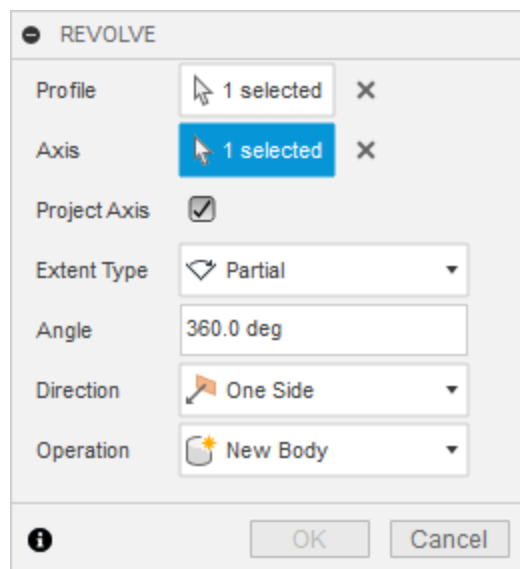 REVOLVE
Profile 1 selected
Axis 1 selected
Project Axis
Extent Type Partial
Angle 360.0 deg
Direction One Side
Operation New Body
OK Cancel